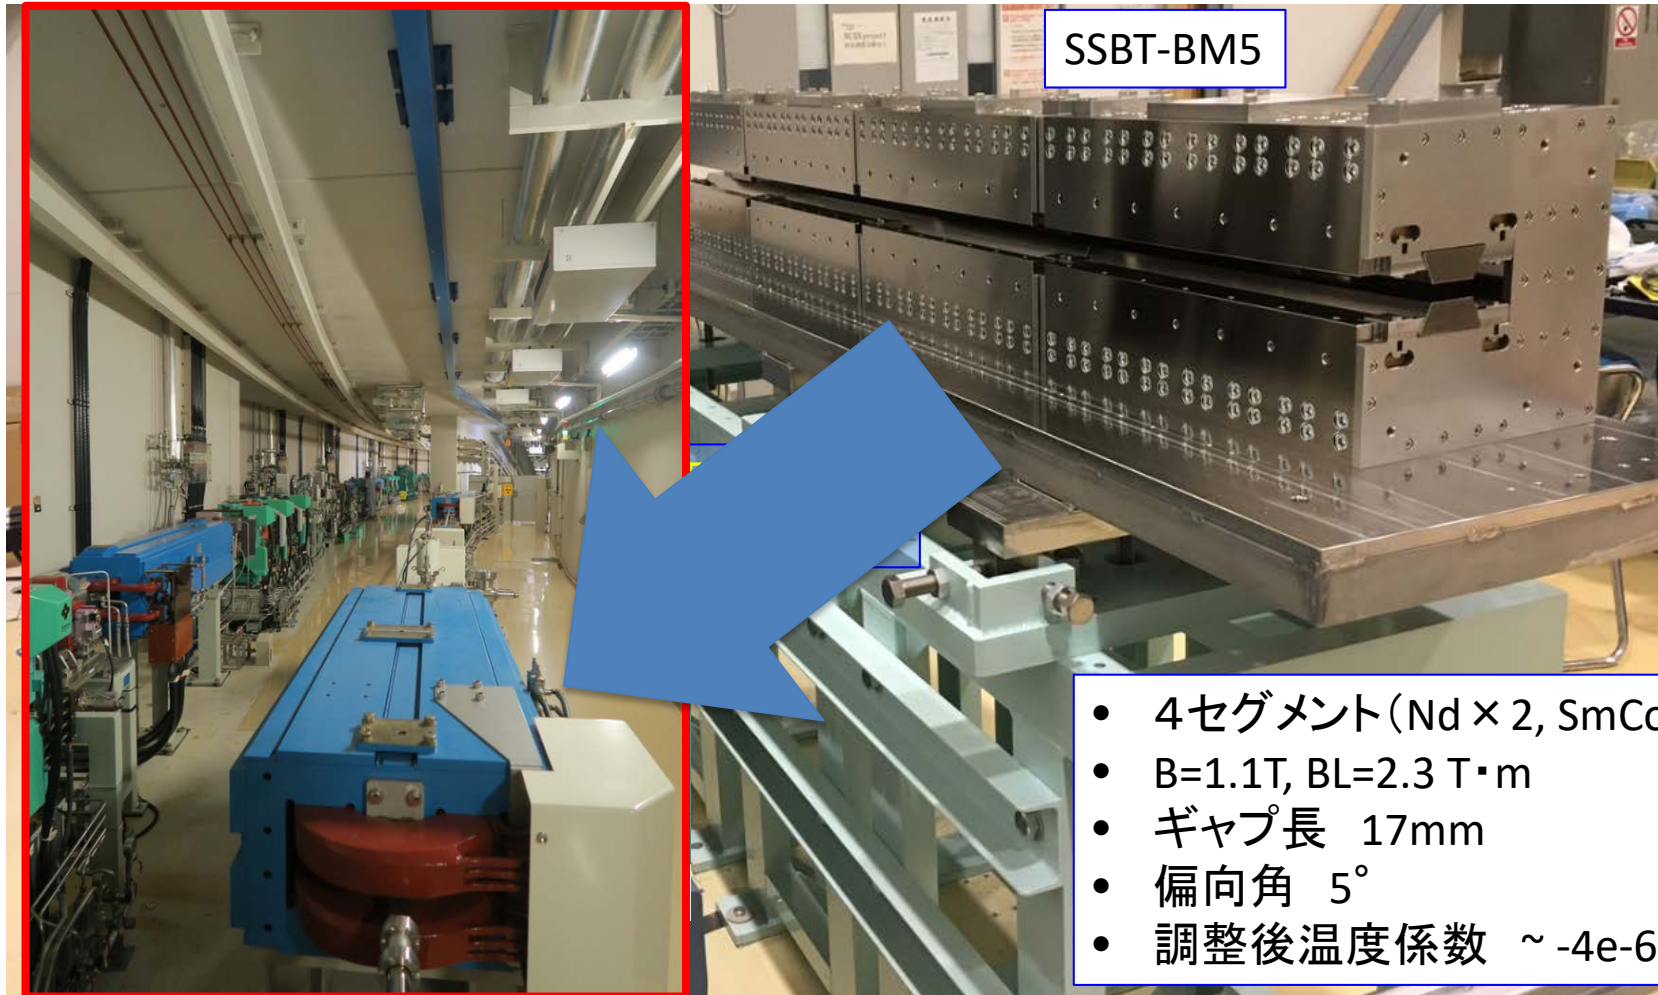 SSBT-BM5
• 4セグメント(Nd×2, SmCo
• B=1.1T, BL=2.3 T・m
• ギャプ長 17mm
• 偏向角 5°
• 調整後温度係数 ~ -4e-6